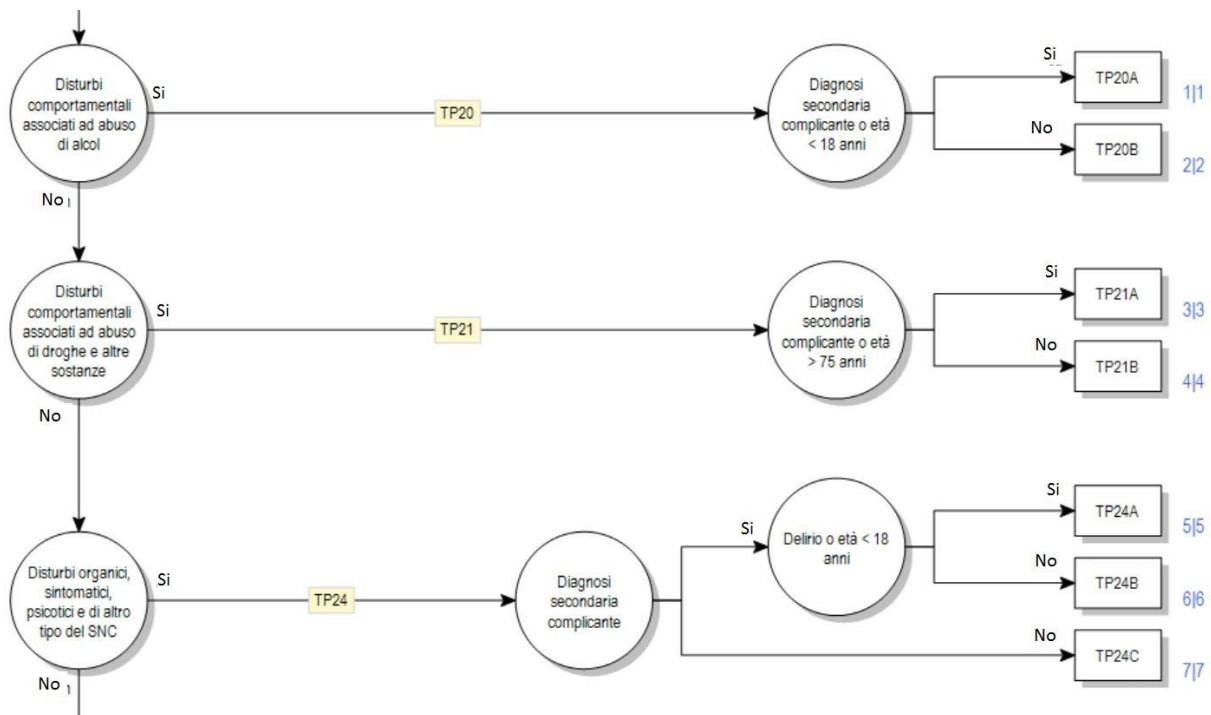 Disturbi
comportamentali
associati ad abuso
di alcol
Si
TP20
Diagnosi
secondaria
complicante o età
< 18 anni
Si
TP20A
1|1
No
TP20B
2|2
No
Disturbi
comportamentali
associati ad abuso
di droghe e altre
sostanze
Si
TP21
Diagnosi
secondaria
complicante o età
> 75 anni
Si
TP21A
3|3
No
TP21B
4|4
No
Disturbi organici,
sintomatici,
psicotici e di altro
tipo del SNC
Si
TP24
Diagnosi
secondaria
complicante
Si
Delirio o età < 18
anni
Si
TP24A
5|5
No
TP24B
6|6
No
TP24C
7|7
No